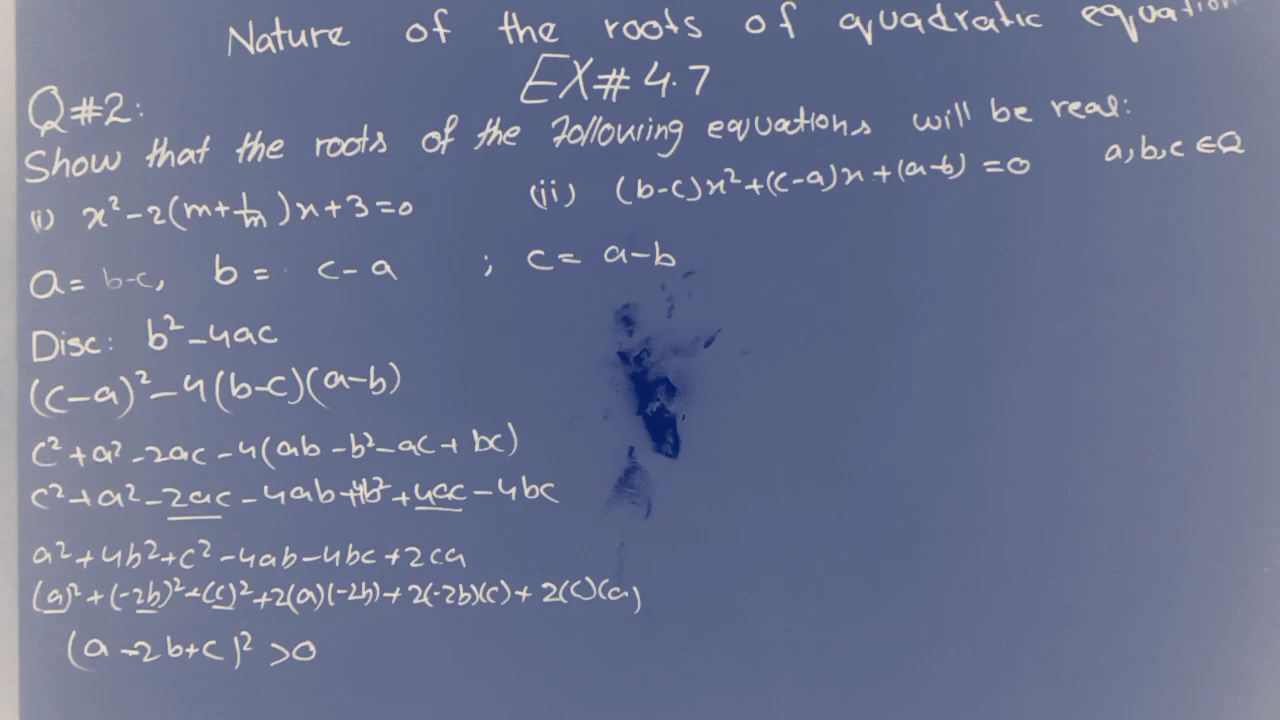 Nature of the roots of quadratic equation
EX# 4.7
Q#2:
Show that the roots of the following equations will be real:
(i) x²-2(m+1/m)x+3=0 (ii) (b-c)x²+(c-a)x+(a-b)=0 a,b,c ∈Q
a= b-c, b= c-a ; c= a-b
Disc: b²-4ac
(c-a)²-4(b-c)(a-b)
c²+a²-2ac-4(ab-b²-ac+bc)
c²+a²-2ac-4ab+4b²+4ac-4bc
a²+4b²+c²-4ab-4bc+2ca
(a)²+(-2b)²+(c)²+2(a)(-2b)+2(-2b)(c)+2(c)(a)
(a-2b+c)²>0